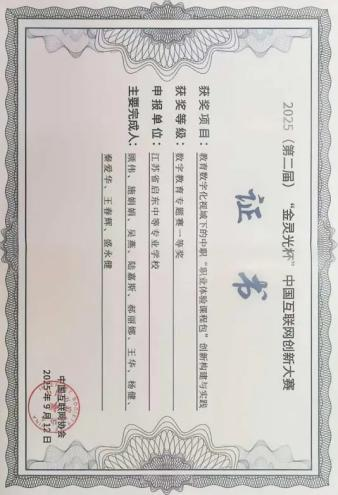 2025（第二届）“金灵光杯”中国互联网创新大赛
证书
获奖项目：教育数字化视域下的中职“职业体验课程包”创新构建与实践
获奖等级：数字教育专题赛一等奖
申报单位：江苏省启东中等专业学校
主要完成人：顾伟、施娟娟、吴燕、陆嘉斯、郝丽娜、王华、杨健、
秦爱华、王春辉、盛永健
中国互联网协会
2025年9月12日